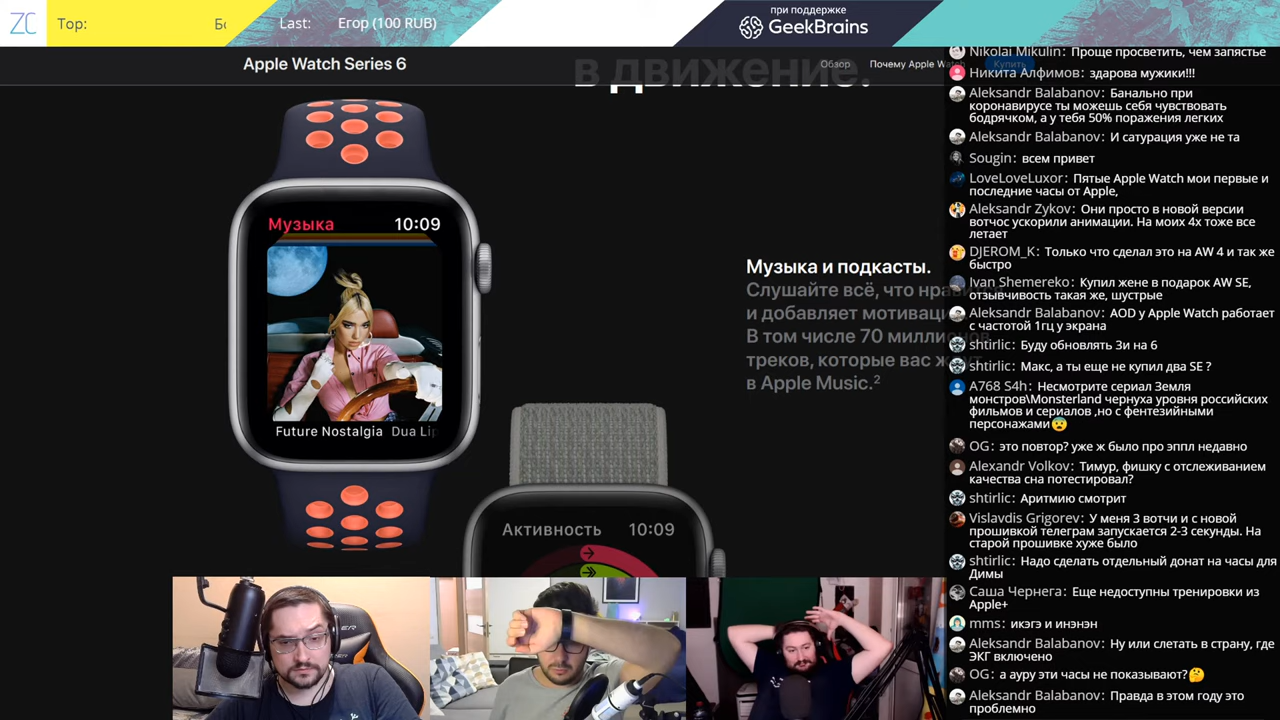 ZC
Top:
Бс
Last:
Егор (100 RUB)
при поддержке
GeekBrains
Apple Watch Series 6
в движение.
Обзор
Почему Apple Watch
Купить
Музыка
10:09
Future Nostalgia Dua Lip
Музыка и подкасты.
Слушайте всё, что нрав
и добавляет мотиваци
В том числе 70 миллионов
треков, которые вас ждут
в Apple Music.²
Активность
10:09
Nikolai Mikulin: Проще просветить, чем запястье
Никита Алфимов: здарова мужики!!!
Aleksandr Balabanov: Банально при
коронавирусе ты можешь себя чувствовать
бодрячком, а у тебя 50% поражения легких
Aleksandr Balabanov: И сатурация уже не та
Sougin: всем привет
LoveLoveLuxor: Пятые Apple Watch мои первые и
последние часы от Apple,
Aleksandr Zykov: Они просто в новой версии
вотчос ускорили анимации. На моих 4х тоже все
летает
DJEROM_K: Только что сделал это на AW 4 и так же
быстро
Ivan Shemereko: Купил жене в подарок AW SE,
отзывчивость такая же, шустрые
Aleksandr Balabanov: AOD у Apple Watch работает
с частотой 1гц у экрана
shtirlic: Буду обновлять 3и на 6
shtirlic: Макс, а ты еще не купил два SE ?
A768 S4h: Несмотрите сериал Земля
монстров\Monsterland чернуха уровня российских
фильмов и сериалов ,но с фентезийными
персонажами😨
OG: это повтор? уже ж было про эппл недавно
Alexandr Volkov: Тимур, фишку с отслеживанием
качества сна потестировал?
shtirlic: Аритмию смотрит
Vislavdis Grigorev: У меня 3 вотчи и с новой
прошивкой телеграм запускается 2-3 секунды. На
старой прошивке хуже было
shtirlic: Надо сделать отдельный донат на часы для
Димы
Саша Чернега: Еще недоступны тренировки из
Apple+
mms: икэгэ и инэнэн
Aleksandr Balabanov: Ну или слетать в страну, где
ЭКГ включено
OG: а ауру эти часы не показывают?🤔
Aleksandr Balabanov: Правда в этом году это
проблемно